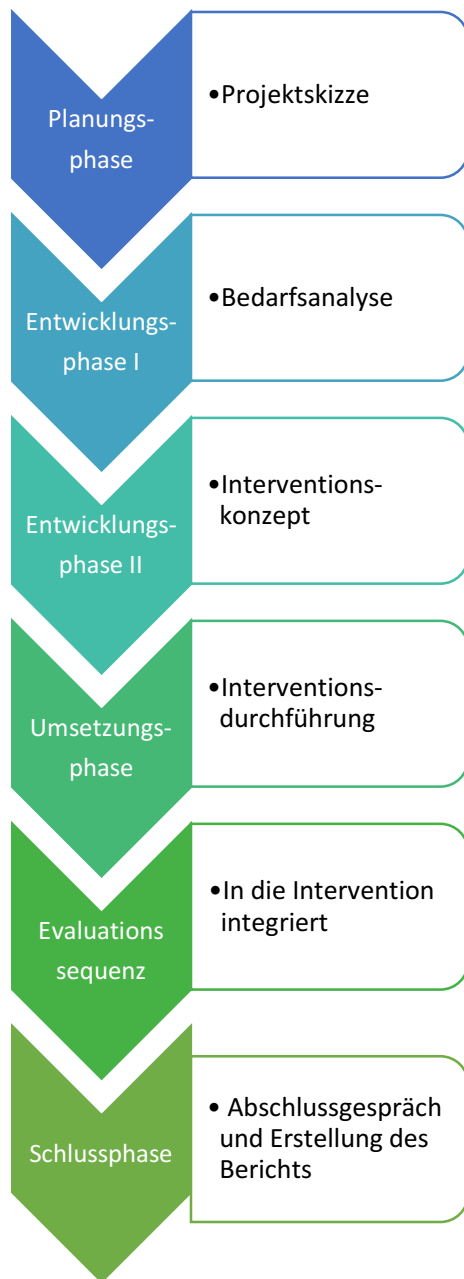 Planungs-
phase
•Projektskizze
Entwicklungs-
phase I
•Bedarfsanalyse
Entwicklungs-
phase II
•Interventions-
konzept
Umsetzungs-
phase
•Interventions-
durchführung
Evaluations
sequenz
•In die Intervention
integriert
Schlussphase
• Abschlussgespräch
und Erstellung des
Berichts